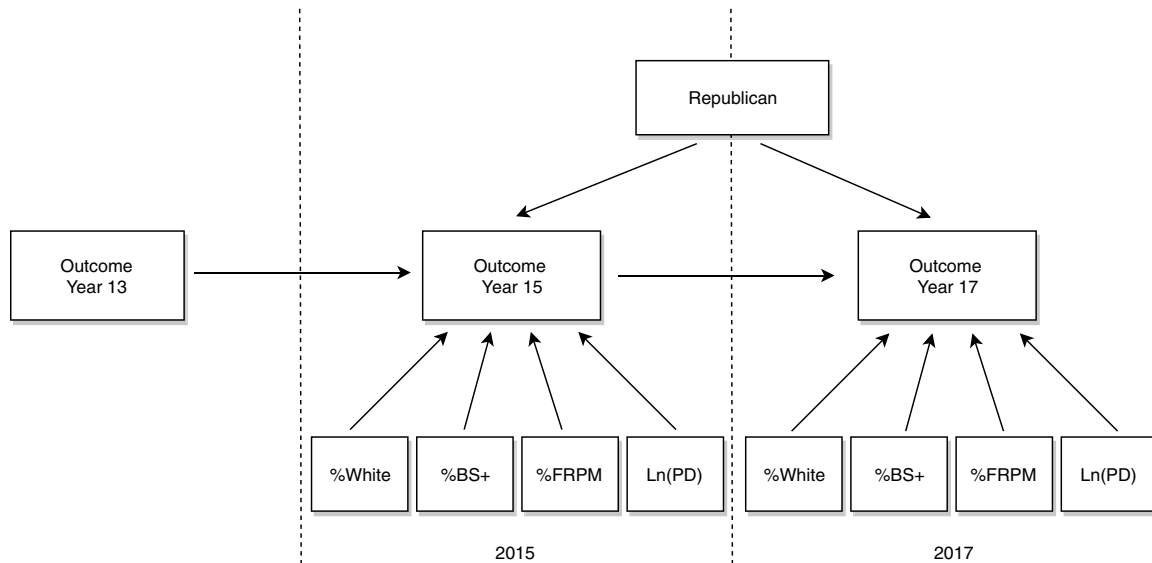 Republican
Outcome
Year 13
Outcome
Year 15
Outcome
Year 17
%White
%BS+
%FRPM
Ln(PD)
%White
%BS+
%FRPM
Ln(PD)
2015
2017